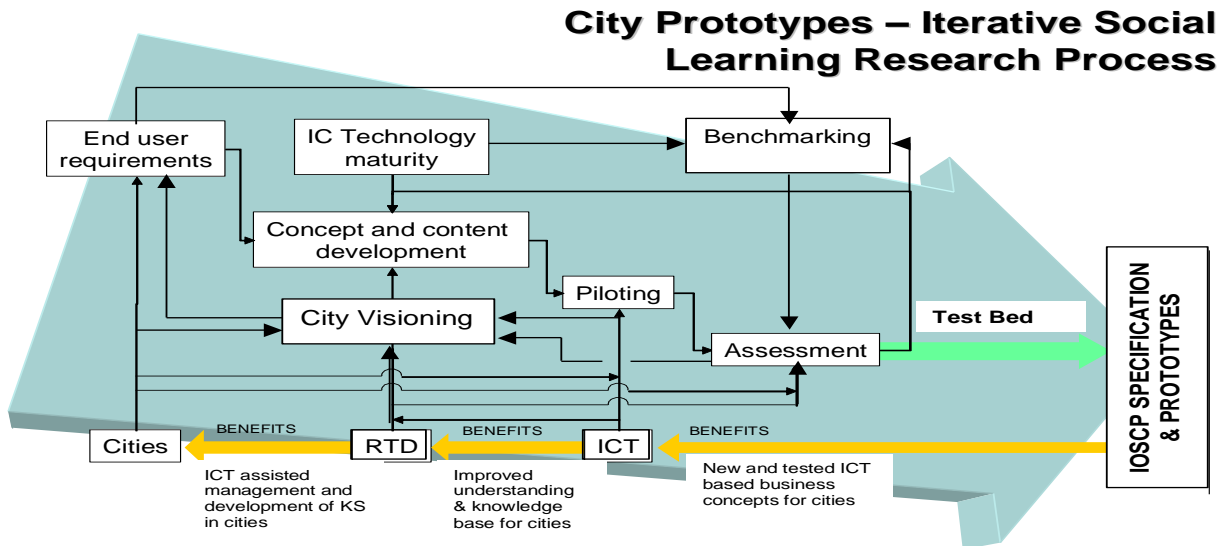 City Prototypes – Iterative Social
Learning Research Process
End user
requirements
IC Technology
maturity
Benchmarking
Concept and content
development
Piloting
City Visioning
Assessment
Test Bed
IOSCP SPECIFICATION
& PROTOTYPES
Cities
BENEFITS
RTD
BENEFITS
ICT
BENEFITS
ICT assisted
management and
development of KS
in cities
Improved
understanding
& knowledge
base for cities
New and tested ICT
based business
concepts for cities